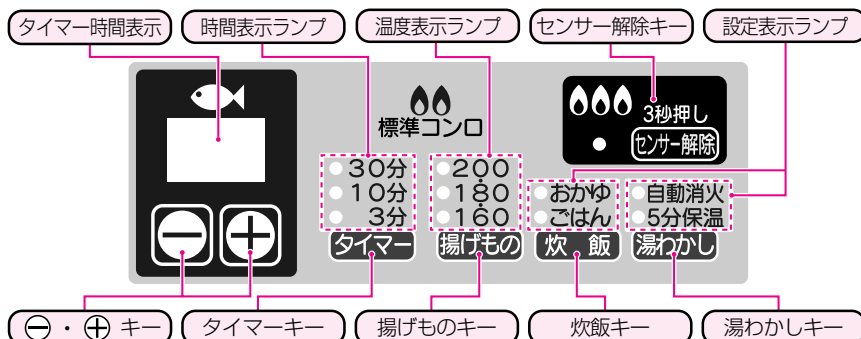 タイマー時間表示
時間表示ランプ
温度表示ランプ
センサー解除キー
設定表示ランプ
標準コンロ
3秒押し
センサー解除
30分
10分
3分
タイマー
200
180
160
揚げもの
おかゆ
ごはん
炊 飯
自動消火
5分保温
湯わかし
⊖・⊕ キー
タイマーキー
揚げものキー
炊飯キー
湯わかしキー